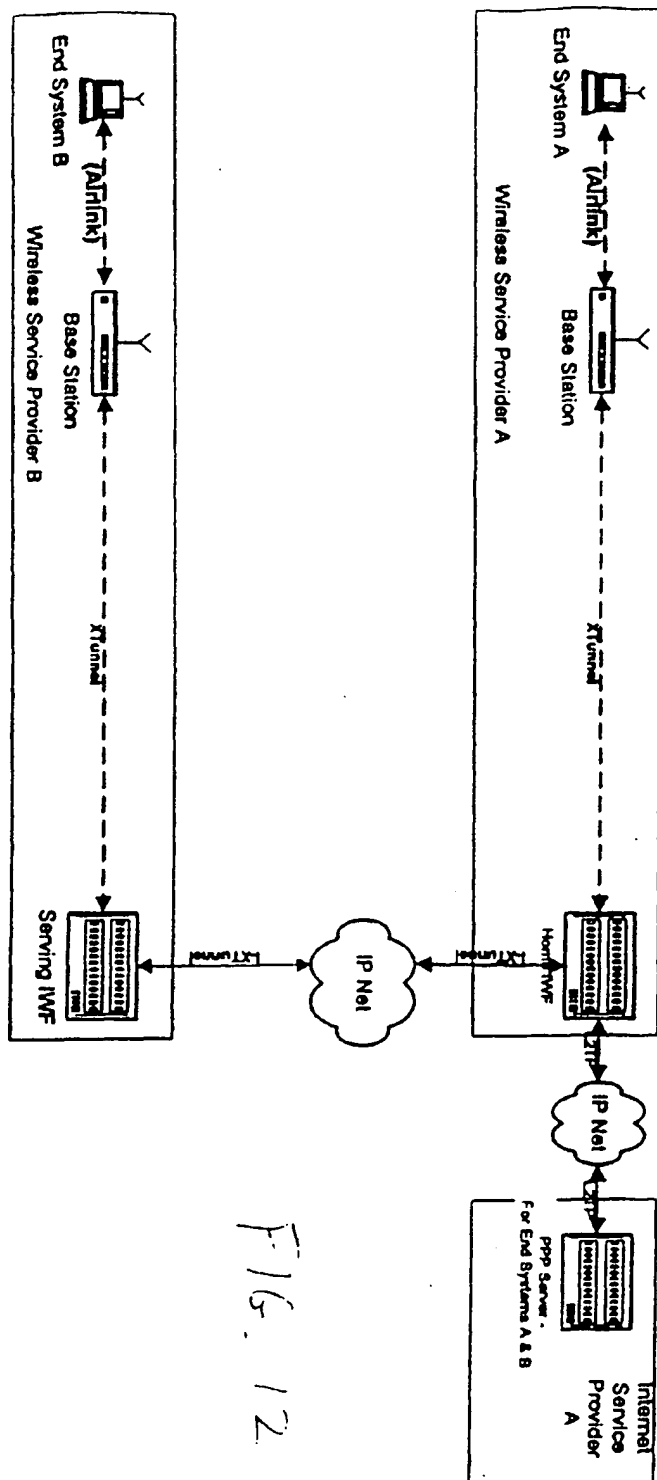 End System A
(Airlink)
Base Station
Wireless Service Provider A
XTunnel
Home IWF
L2TP
IP Net
L2TP
PPP Server -
For End Systems A & B
Internet
Service
Provider
A
I-XTunnel
IP Net
I-XTunnel
End System B
(Airlink)
Base Station
Wireless Service Provider B
XTunnel
Serving IWF
FIG. 12